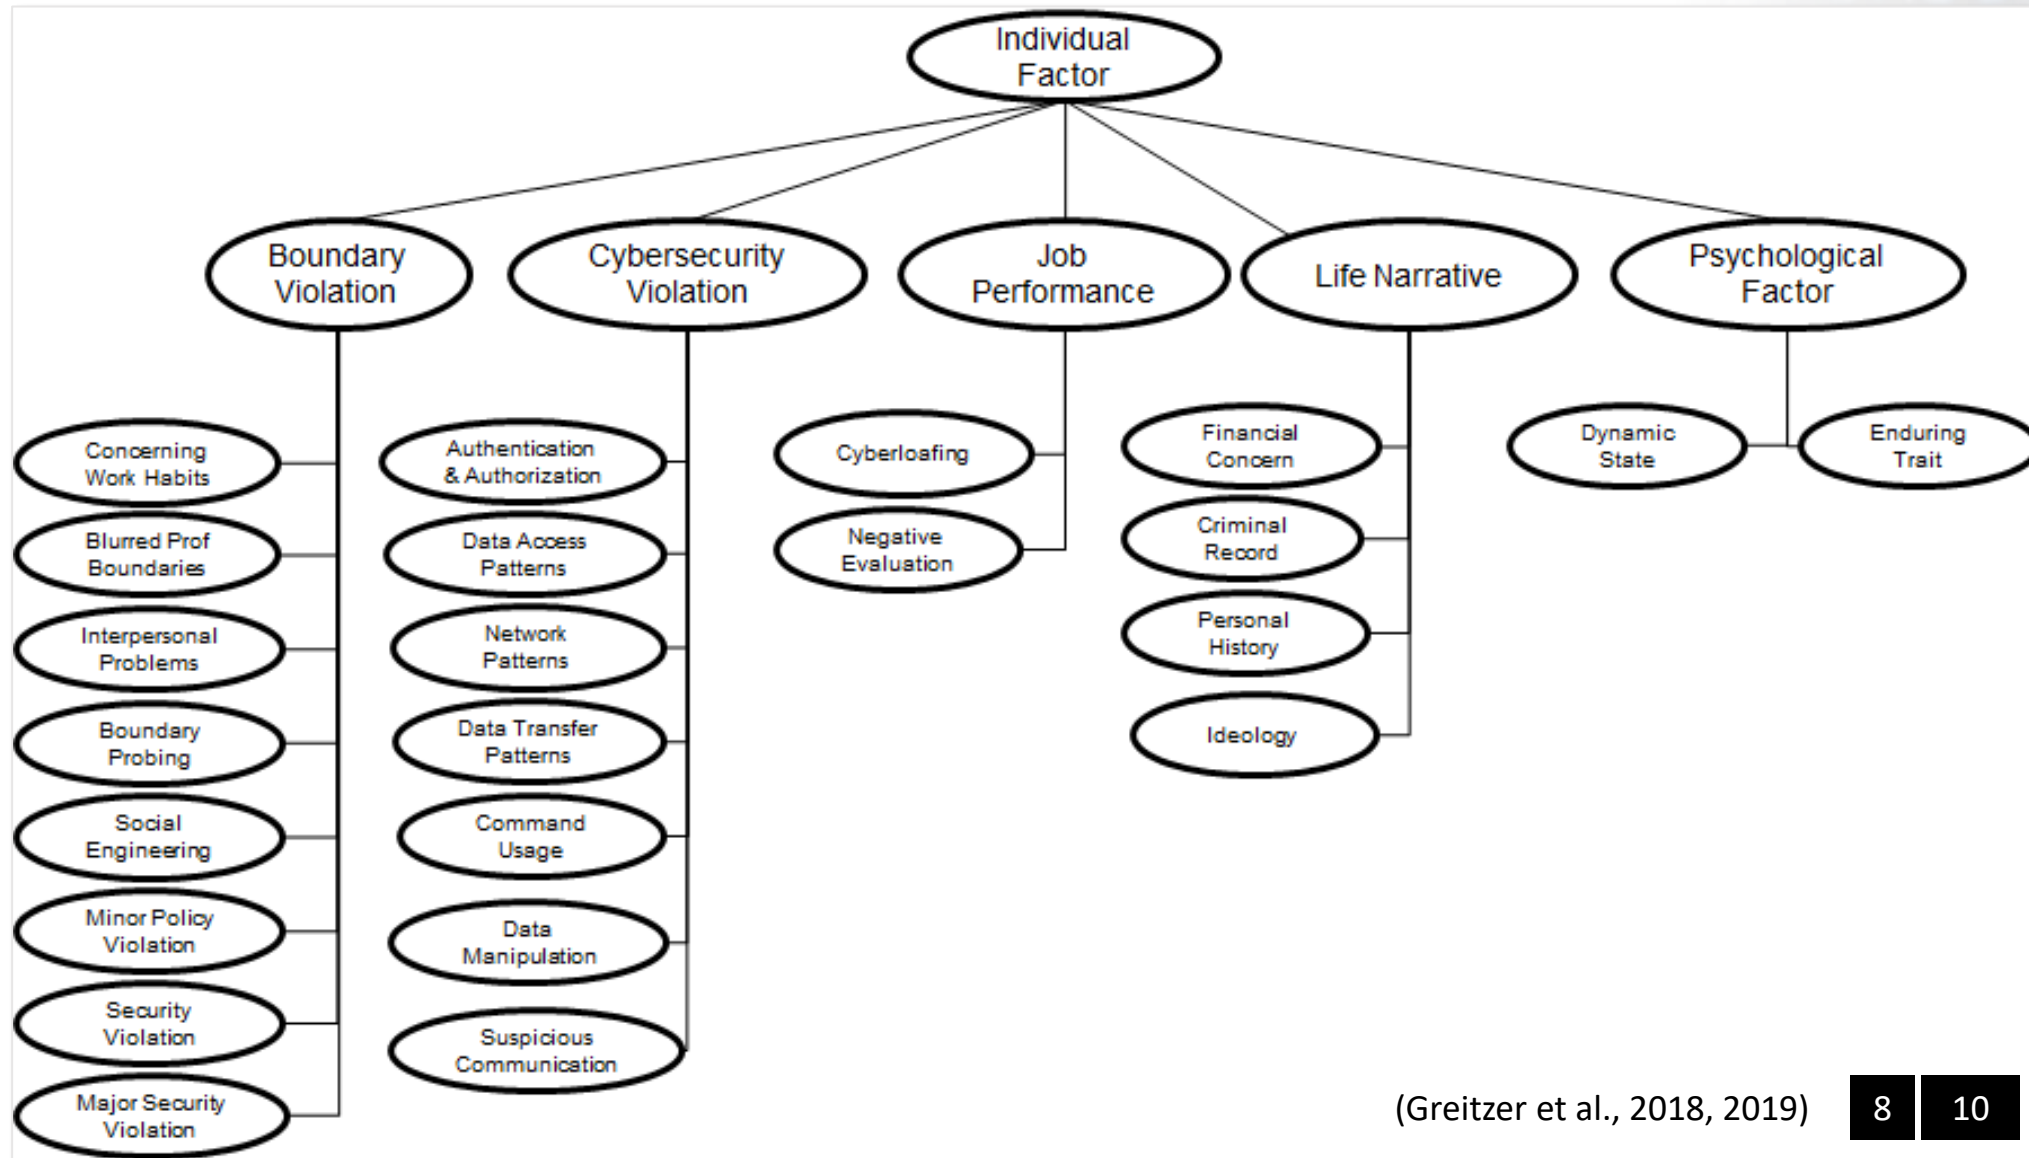 Individual
Factor
Boundary
Violation
Cybersecurity
Violation
Job
Performance
Life Narrative
Psychological
Factor
Concerning
Work Habits
Blurred Prof
Boundaries
Interpersonal
Problems
Boundary
Probing
Social
Engineering
Minor Policy
Violation
Security
Violation
Major Security
Violation
Authentication
& Authorization
Data Access
Patterns
Network
Patterns
Data Transfer
Patterns
Command
Usage
Data
Manipulation
Suspicious
Communication
Cyberloafing
Negative
Evaluation
Financial
Concern
Criminal
Record
Personal
History
Ideology
Dynamic
State
Enduring
Trait
(Greitzer et al., 2018, 2019)
8 10